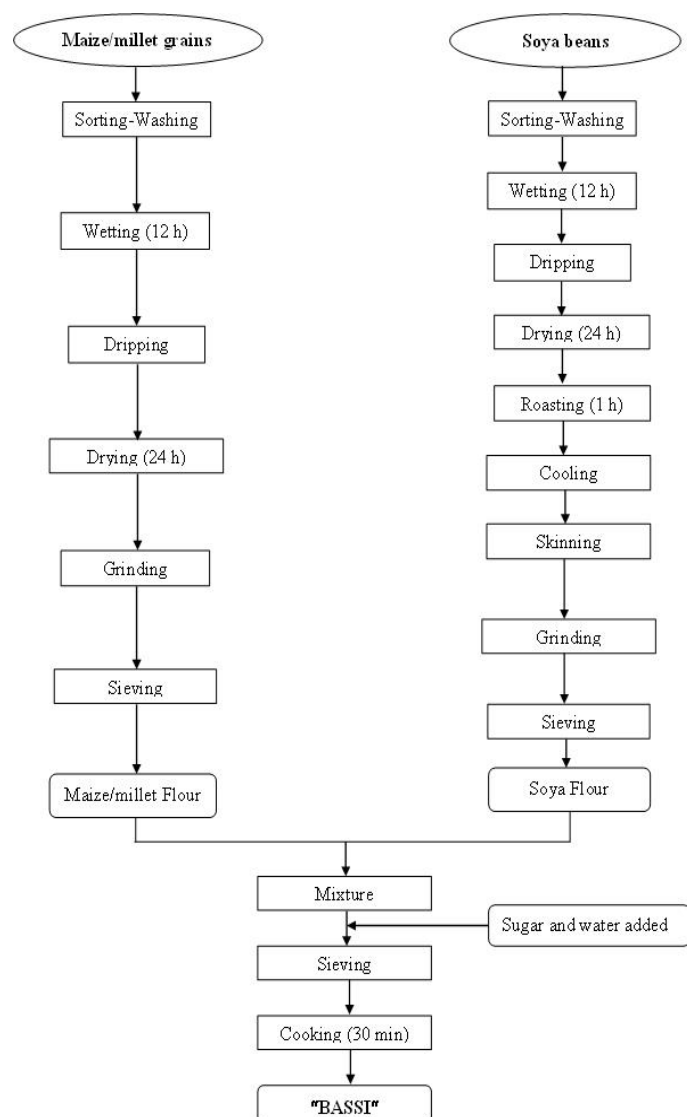 Maize/millet grains
Sorting-Washing
Wetting (12 h)
Dripping
Drying (24 h)
Grinding
Sieving
Maize/millet Flour
Soya beans
Sorting-Washing
Wetting (12 h)
Dripping
Drying (24 h)
Roasting (1 h)
Cooling
Skinning
Grinding
Sieving
Soya Flour
Mixture
Sugar and water added
Sieving
Cooking (30 min)
"BASSI"